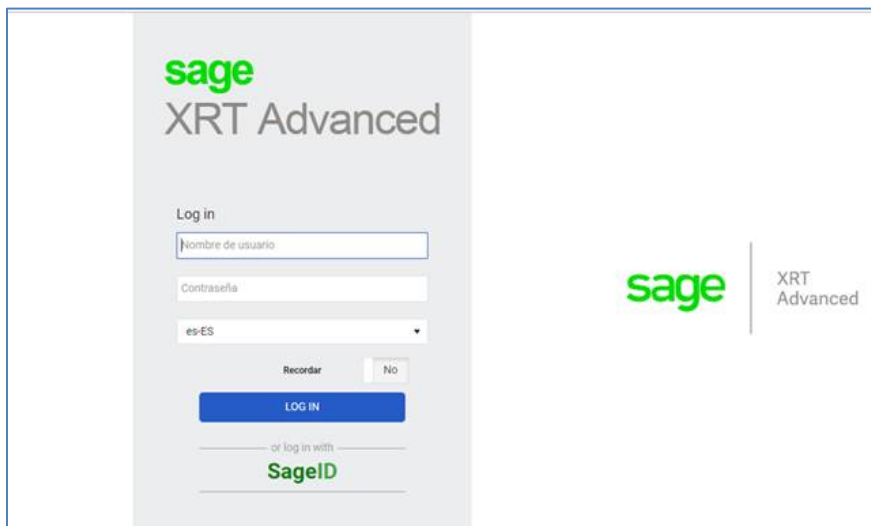 sage
XRT Advanced
Log in
Nombre de usuario
Contraseña
es-ES
Recordar No
LOG IN
or log in with
SageID
sage
XRT
Advanced